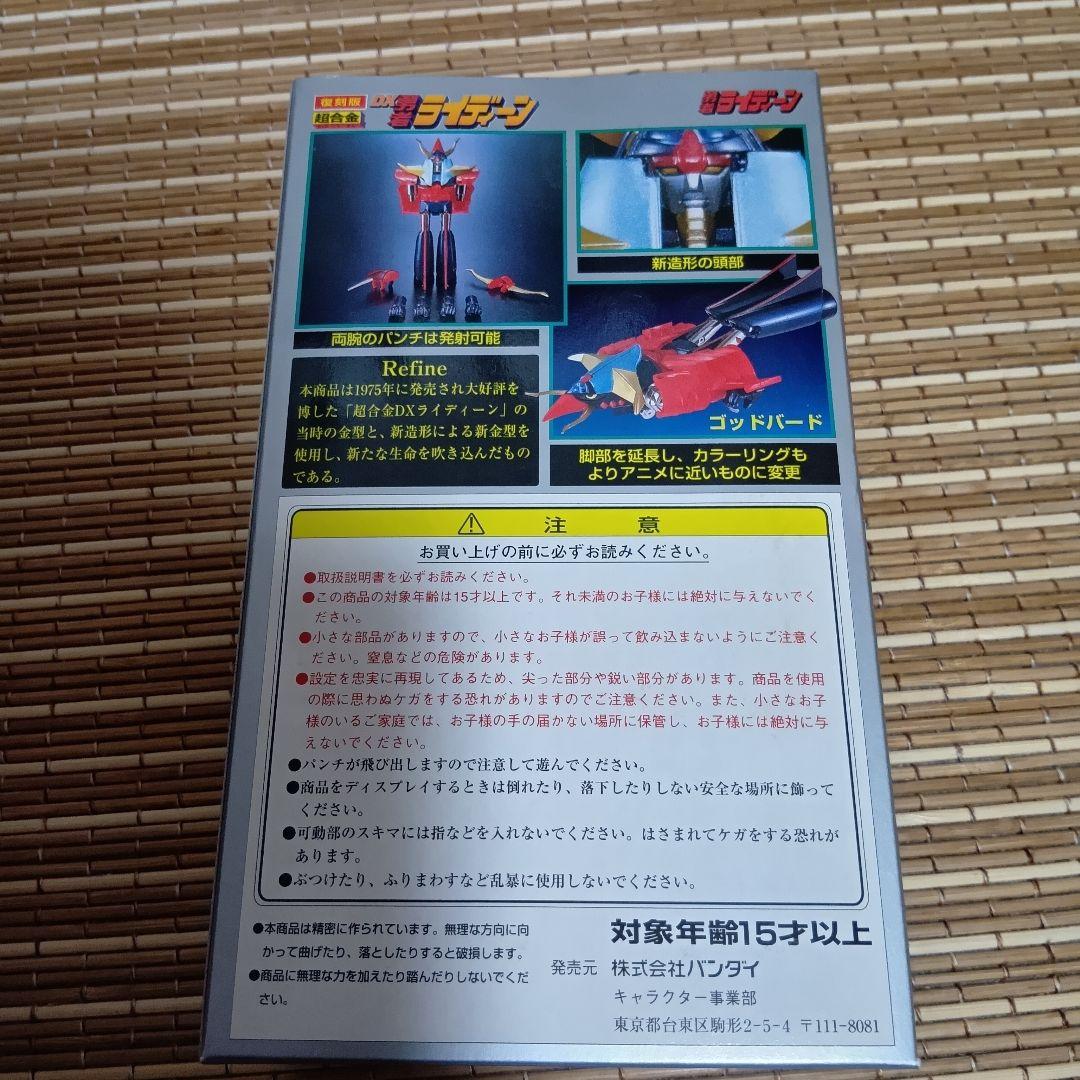 復刻版
超合金
DX勇者ライディーン
勇者ライディーン
両腕のパンチは発射可能
新造形の頭部
Refine
本商品は1975年に発売され大好評を
博した「超合金DXライディーン」の
当時の金型と、新造形による新金型を
使用し、新たな生命を吹き込んだもの
である。
ゴッドバード
脚部を延長し、カラーリングも
よりアニメに近いものに変更
注意
お買い上げの前に必ずお読みください。
●取扱説明書を必ずお読みください。
●この商品の対象年齢は15才以上です。それ未満のお子様には絶対に与えないでく
ださい。
●小さな部品がありますので、小さなお子様が誤って飲み込まないようにご注意く
ださい。窒息などの危険があります。
●設定を忠実に再現してあるため、尖った部分や鋭い部分があります。商品を使用
の際に思わぬケガをする恐れがありますのでご注意ください。また、小さなお子
様のいるご家庭では、お子様の手の届かない場所に保管し、お子様には絶対に与
えないでください。
●パンチが飛び出しますので注意して遊んでください。
●商品をディスプレイするときは倒れたり、落下したりしない安全な場所に飾って
ください。
●可動部のスキマには指などを入れないでください。はさまれてケガをする恐れが
あります。
●ぶつけたり、ふりまわすなど乱暴に使用しないでください。
●本商品は精密に作られています。無理な方向に向
かって曲げたり、落としたりすると破損します。
●商品に無理な力を加えたり踏んだりしないでくだ
さい。
対象年齢15才以上
発売元 株式会社バンダイ
キャラクター事業部
東京都台東区駒形2-5-4 〒111-8081